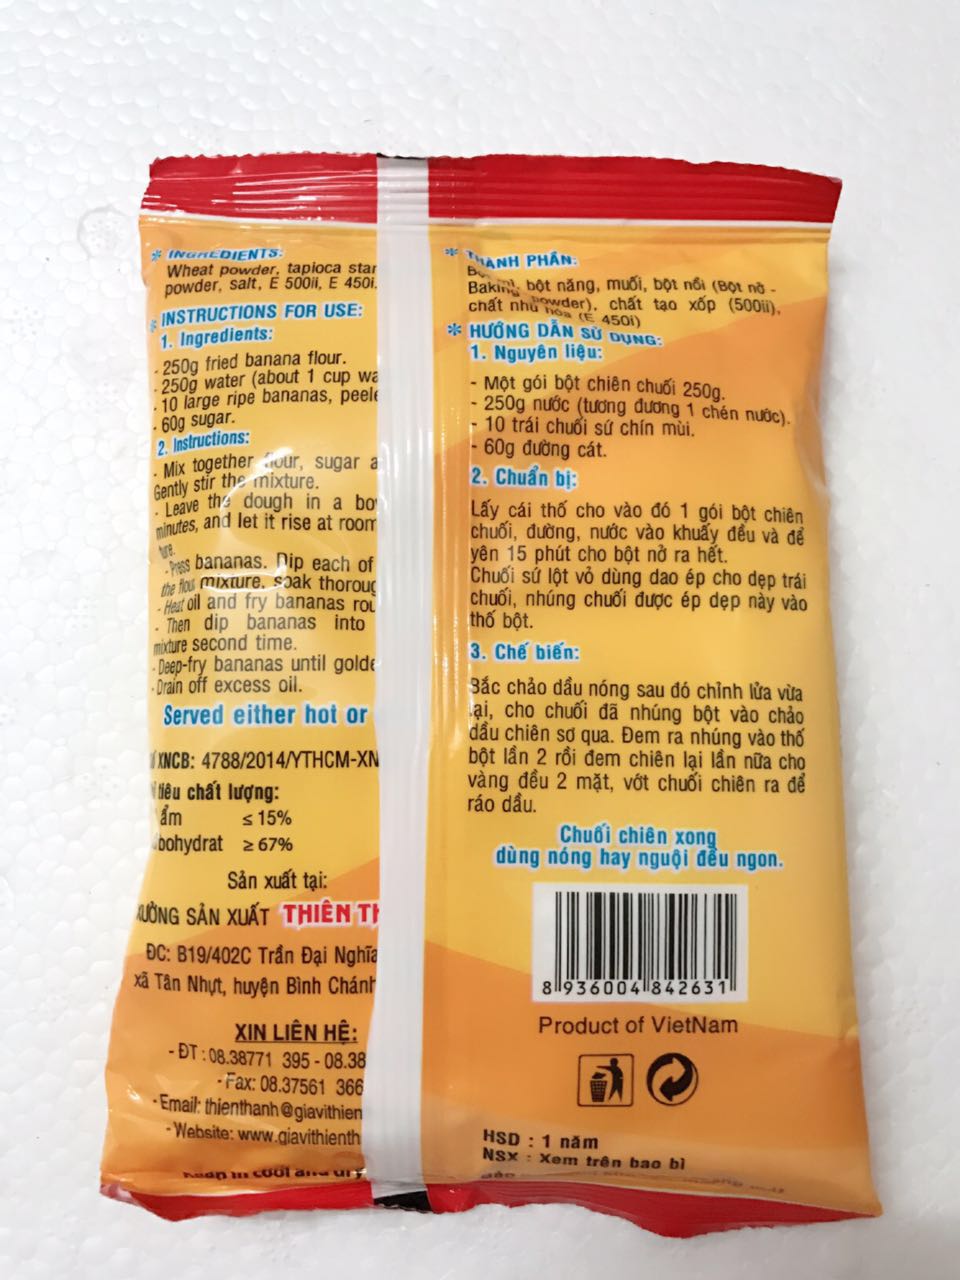 * INGREDIENTS:
Wheat powder, tapioca
powder, salt, E 500ii, E 450i
* INSTRUCTIONS FOR USE:
1. Ingredients:
- 250g fried banana flour.
- 250g water (about 1 cup
- 10 large ripe bananas,
- 60g sugar.
2. Instructions:
- Mix together flour, sugar
Gently stir the mixture.
- Leave the dough in a
minutes, and let it rise at room
- Press bananas. Dip each of
the flour mixture, soak
- Heat oil and fry bananas
- Then dip bananas into
mixture second time.
- Deep-fry bananas until
- Drain off excess oil.
Served either hot or
XNCB: 4788/2014/YTHCM-XN
tiêu chất lượng:
ẩm ≤ 15%
bohydrat ≥ 67%
Sản xuất tại:
XƯỞNG SẢN XUẤT THIÊN
ĐC: B19/402C Trần Đại Nghĩa
xã Tân Nhựt, huyện Bình Chánh
XIN LIÊN HỆ:
- ĐT : 08.38771 395 - 08.38
- Fax: 08.37561 366
- Email: thienthanh@giavithien
- Website: www.giavithienth
Keep in cool and dry
* THÀNH PHẦN:
bột năng, muối, bột nổi (Bột nở -
Baking powder), chất tạo xốp (500ii),
chất nhũ hóa (E 450i)
* HƯỚNG DẪN SỬ DỤNG:
1. Nguyên liệu:
- Một gói bột chiên chuối 250g.
- 250g nước (tương đương 1 chén nước).
- 10 trái chuối sứ chín mùi.
- 60g đường cát.
2. Chuẩn bị:
Lấy cái thố cho vào đó 1 gói bột chiên
chuối, đường, nước vào khuấy đều và để
yên 15 phút cho bột nở ra hết.
Chuối sứ lột vỏ dùng dao ép cho dẹp trái
chuối, nhúng chuối được ép dẹp này vào
thố bột.
3. Chế biến:
Bắc chảo dầu nóng sau đó chỉnh lửa vừa
lại, cho chuối đã nhúng bột vào chảo
dầu chiên sơ qua. Đem ra nhúng vào thố
bột lần 2 rồi đem chiên lại lần nữa cho
vàng đều 2 mặt, vớt chuối chiên ra để
ráo dầu.
Chuối chiên xong
dùng nóng hay nguội đều ngon.
8 936004 842631
Product of VietNam
HSD : 1 năm
NSX : Xem trên bao bì